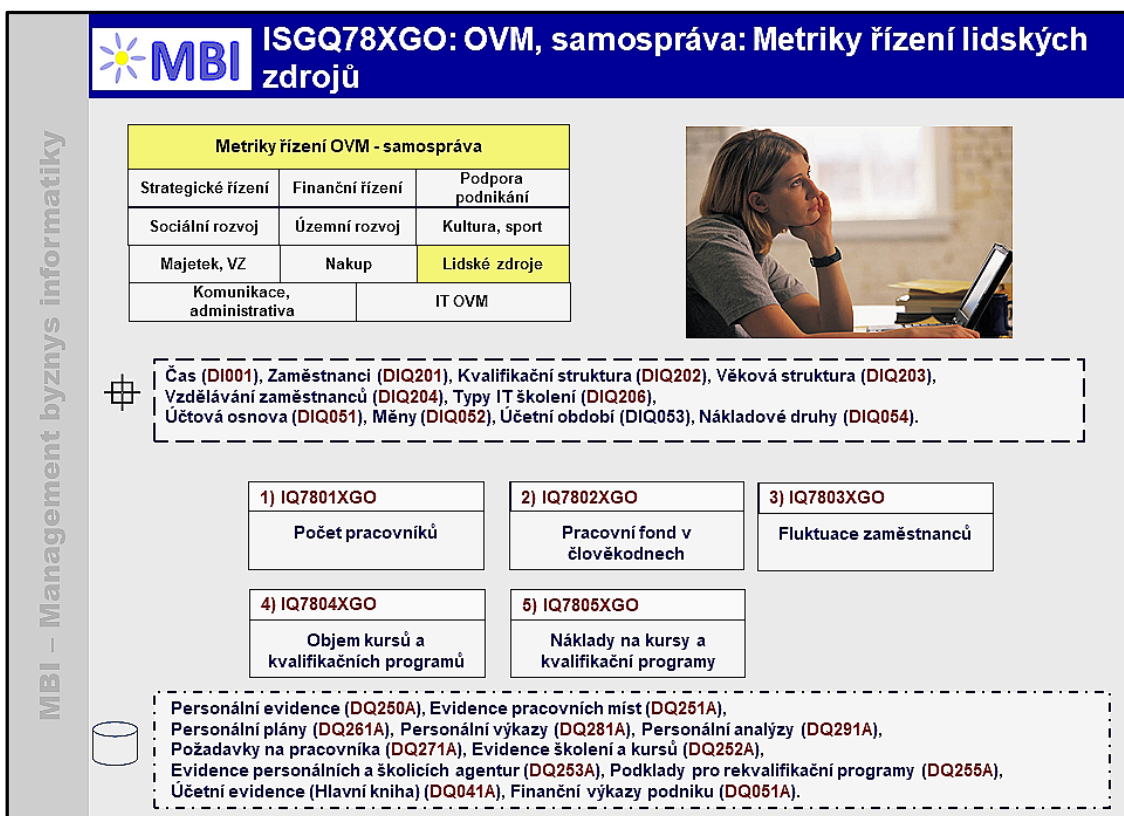 MBI – Management byznys informatiky
MBI
ISGQ78XGO: OVM, samospráva: Metriky řízení lidských
zdrojů
Metriky řízení OVM - samospráva
Strategické řízení
Finanční řízení
Podpora
podnikání
Sociální rozvoj
Územní rozvoj
Kultura, sport
Majetek, VZ
Nakup
Lidské zdroje
Komunikace,
administrativa
IT OVM
Čas (DI001), Zaměstnanci (DIQ201), Kvalifikační struktura (DIQ202), Věková struktura (DIQ203),
Vzdělávání zaměstnanců (DIQ204), Typy IT školení (DIQ206),
Účtová osnova (DIQ051), Měny (DIQ052), Účetní období (DIQ053), Nákladové druhy (DIQ054).
1) IQ7801XGO
Počet pracovníků
2) IQ7802XGO
Pracovní fond v
člověkodnech
3) IQ7803XGO
Fluktuace zaměstnanců
4) IQ7804XGO
Objem kursů a
kvalifikačních programů
5) IQ7805XGO
Náklady na kursy a
kvalifikační programy
Personální evidence (DQ250A), Evidence pracovních míst (DQ251A),
Personální plány (DQ261A), Personální výkazy (DQ281A), Personální analýzy (DQ291A),
Požadavky na pracovníka (DQ271A), Evidence školení a kursů (DQ252A),
Evidence personálních a školicích agentur (DQ253A), Podklady pro rekvalifikační programy (DQ255A),
Účetní evidence (Hlavní kniha) (DQ041A), Finanční výkazy podniku (DQ051A).